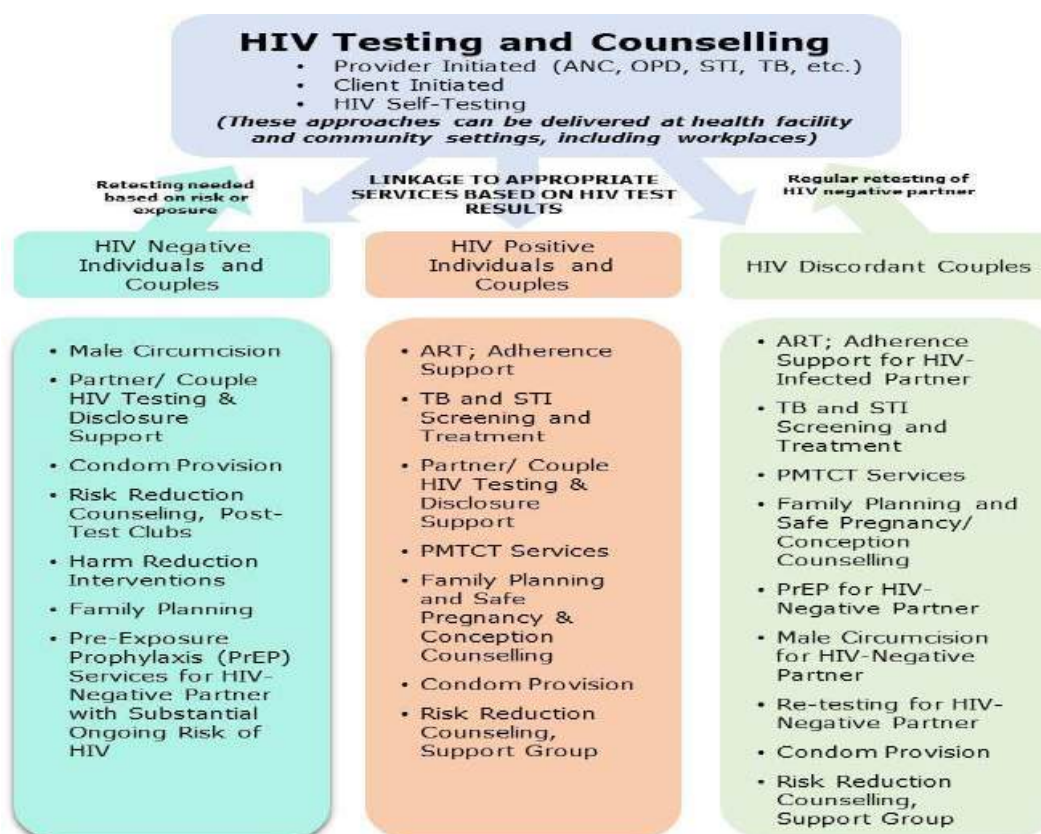 HIV Testing and Counselling
• Provider Initiated (ANC, OPD, STI, TB, etc.)
• Client Initiated
• HIV Self-Testing
(These approaches can be delivered at health facility
and community settings, including workplaces)
Retesting needed
based on risk or
exposure
LINKAGE TO APPROPRIATE
SERVICES BASED ON HIV TEST
RESULTS
Regular retesting of
HIV negative partner
HIV Negative
Individuals and
Couples
HIV Positive
Individuals and
Couples
HIV Discordant Couples
• Male Circumcision
• Partner/ Couple
HIV Testing &
Disclosure
Support
• Condom Provision
• Risk Reduction
Counseling, Post-
Test Clubs
• Harm Reduction
Interventions
• Family Planning
• Pre-Exposure
Prophylaxis (PrEP)
Services for HIV-
Negative Partner
with Substantial
Ongoing Risk of
HIV
• ART; Adherence
Support
• TB and STI
Screening and
Treatment
• Partner/ Couple
HIV Testing &
Disclosure
Support
• PMTCT Services
• Family Planning
and Safe
Pregnancy &
Conception
Counselling
• Condom Provision
• Risk Reduction
Counseling,
Support Group
• ART; Adherence
Support for HIV-
Infected Partner
• TB and STI
Screening and
Treatment
• PMTCT Services
• Family Planning and
Safe Pregnancy/
Conception
Counselling
• PrEP for HIV-
Negative Partner
• Male Circumcision
for HIV-Negative
Partner
• Re-testing for HIV-
Negative Partner
• Condom Provision
• Risk Reduction
Counselling,
Support Group